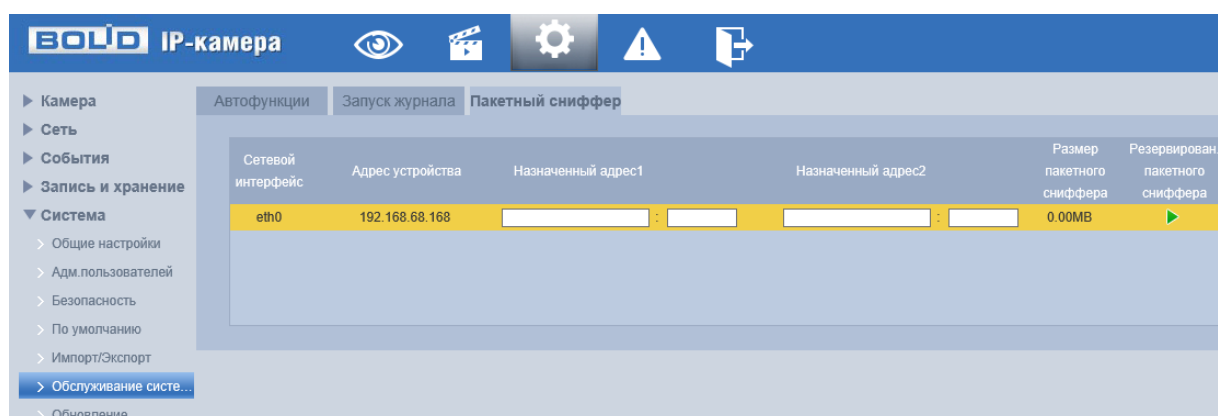 BOLID IP-камера
Камера
Сеть
События
Запись и хранение
Система
Общие настройки
Адм.пользователей
Безопасность
По умолчанию
Импорт/Экспорт
Обслуживание систе...
Обновление
Автофункции Запуск журнала Пакетный сниффер
Сетевой интерфейс Адрес устройства Назначенный адрес1 Назначенный адрес2 Размер пакетного сниффера Резервирован. пакетного сниффера
eth0 192.168.68.168 : : 0.00MB